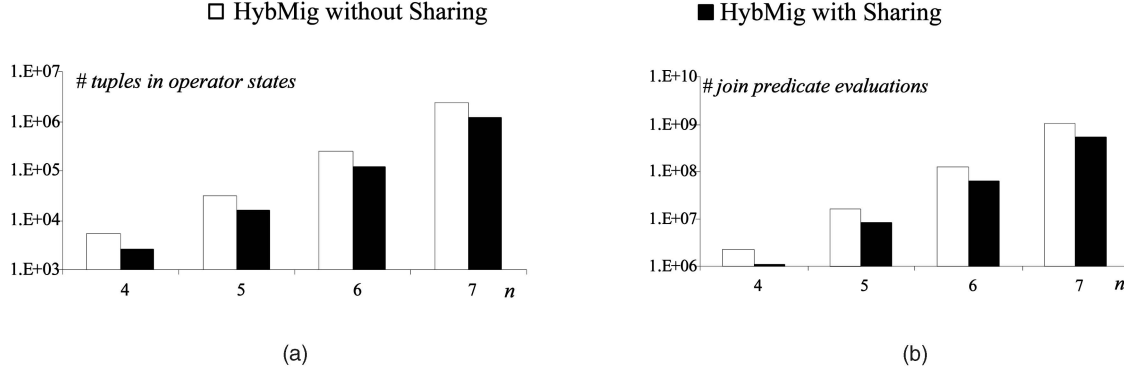 HybMig without Sharing
HybMig with Sharing
# tuples in operator states
1.E+07
1.E+06
1.E+05
1.E+04
1.E+03
4 5 6 7 n
(a)
# join predicate evaluations
1.E+10
1.E+09
1.E+08
1.E+07
1.E+06
4 5 6 7 n
(b)